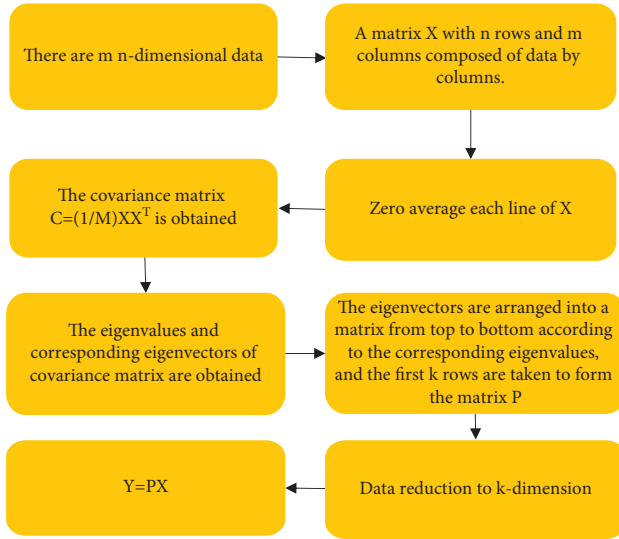 There are m n-dimensional data
A matrix X with n rows and m
columns composed of data by
columns.
Zero average each line of X
The covariance matrix
C=(1/M)XXᵀ is obtained
The eigenvalues and
corresponding eigenvectors of
covariance matrix are obtained
The eigenvectors are arranged into a
matrix from top to bottom according
to the corresponding eigenvalues,
and the first k rows are taken to form
the matrix P
Data reduction to k-dimension
Y=PX